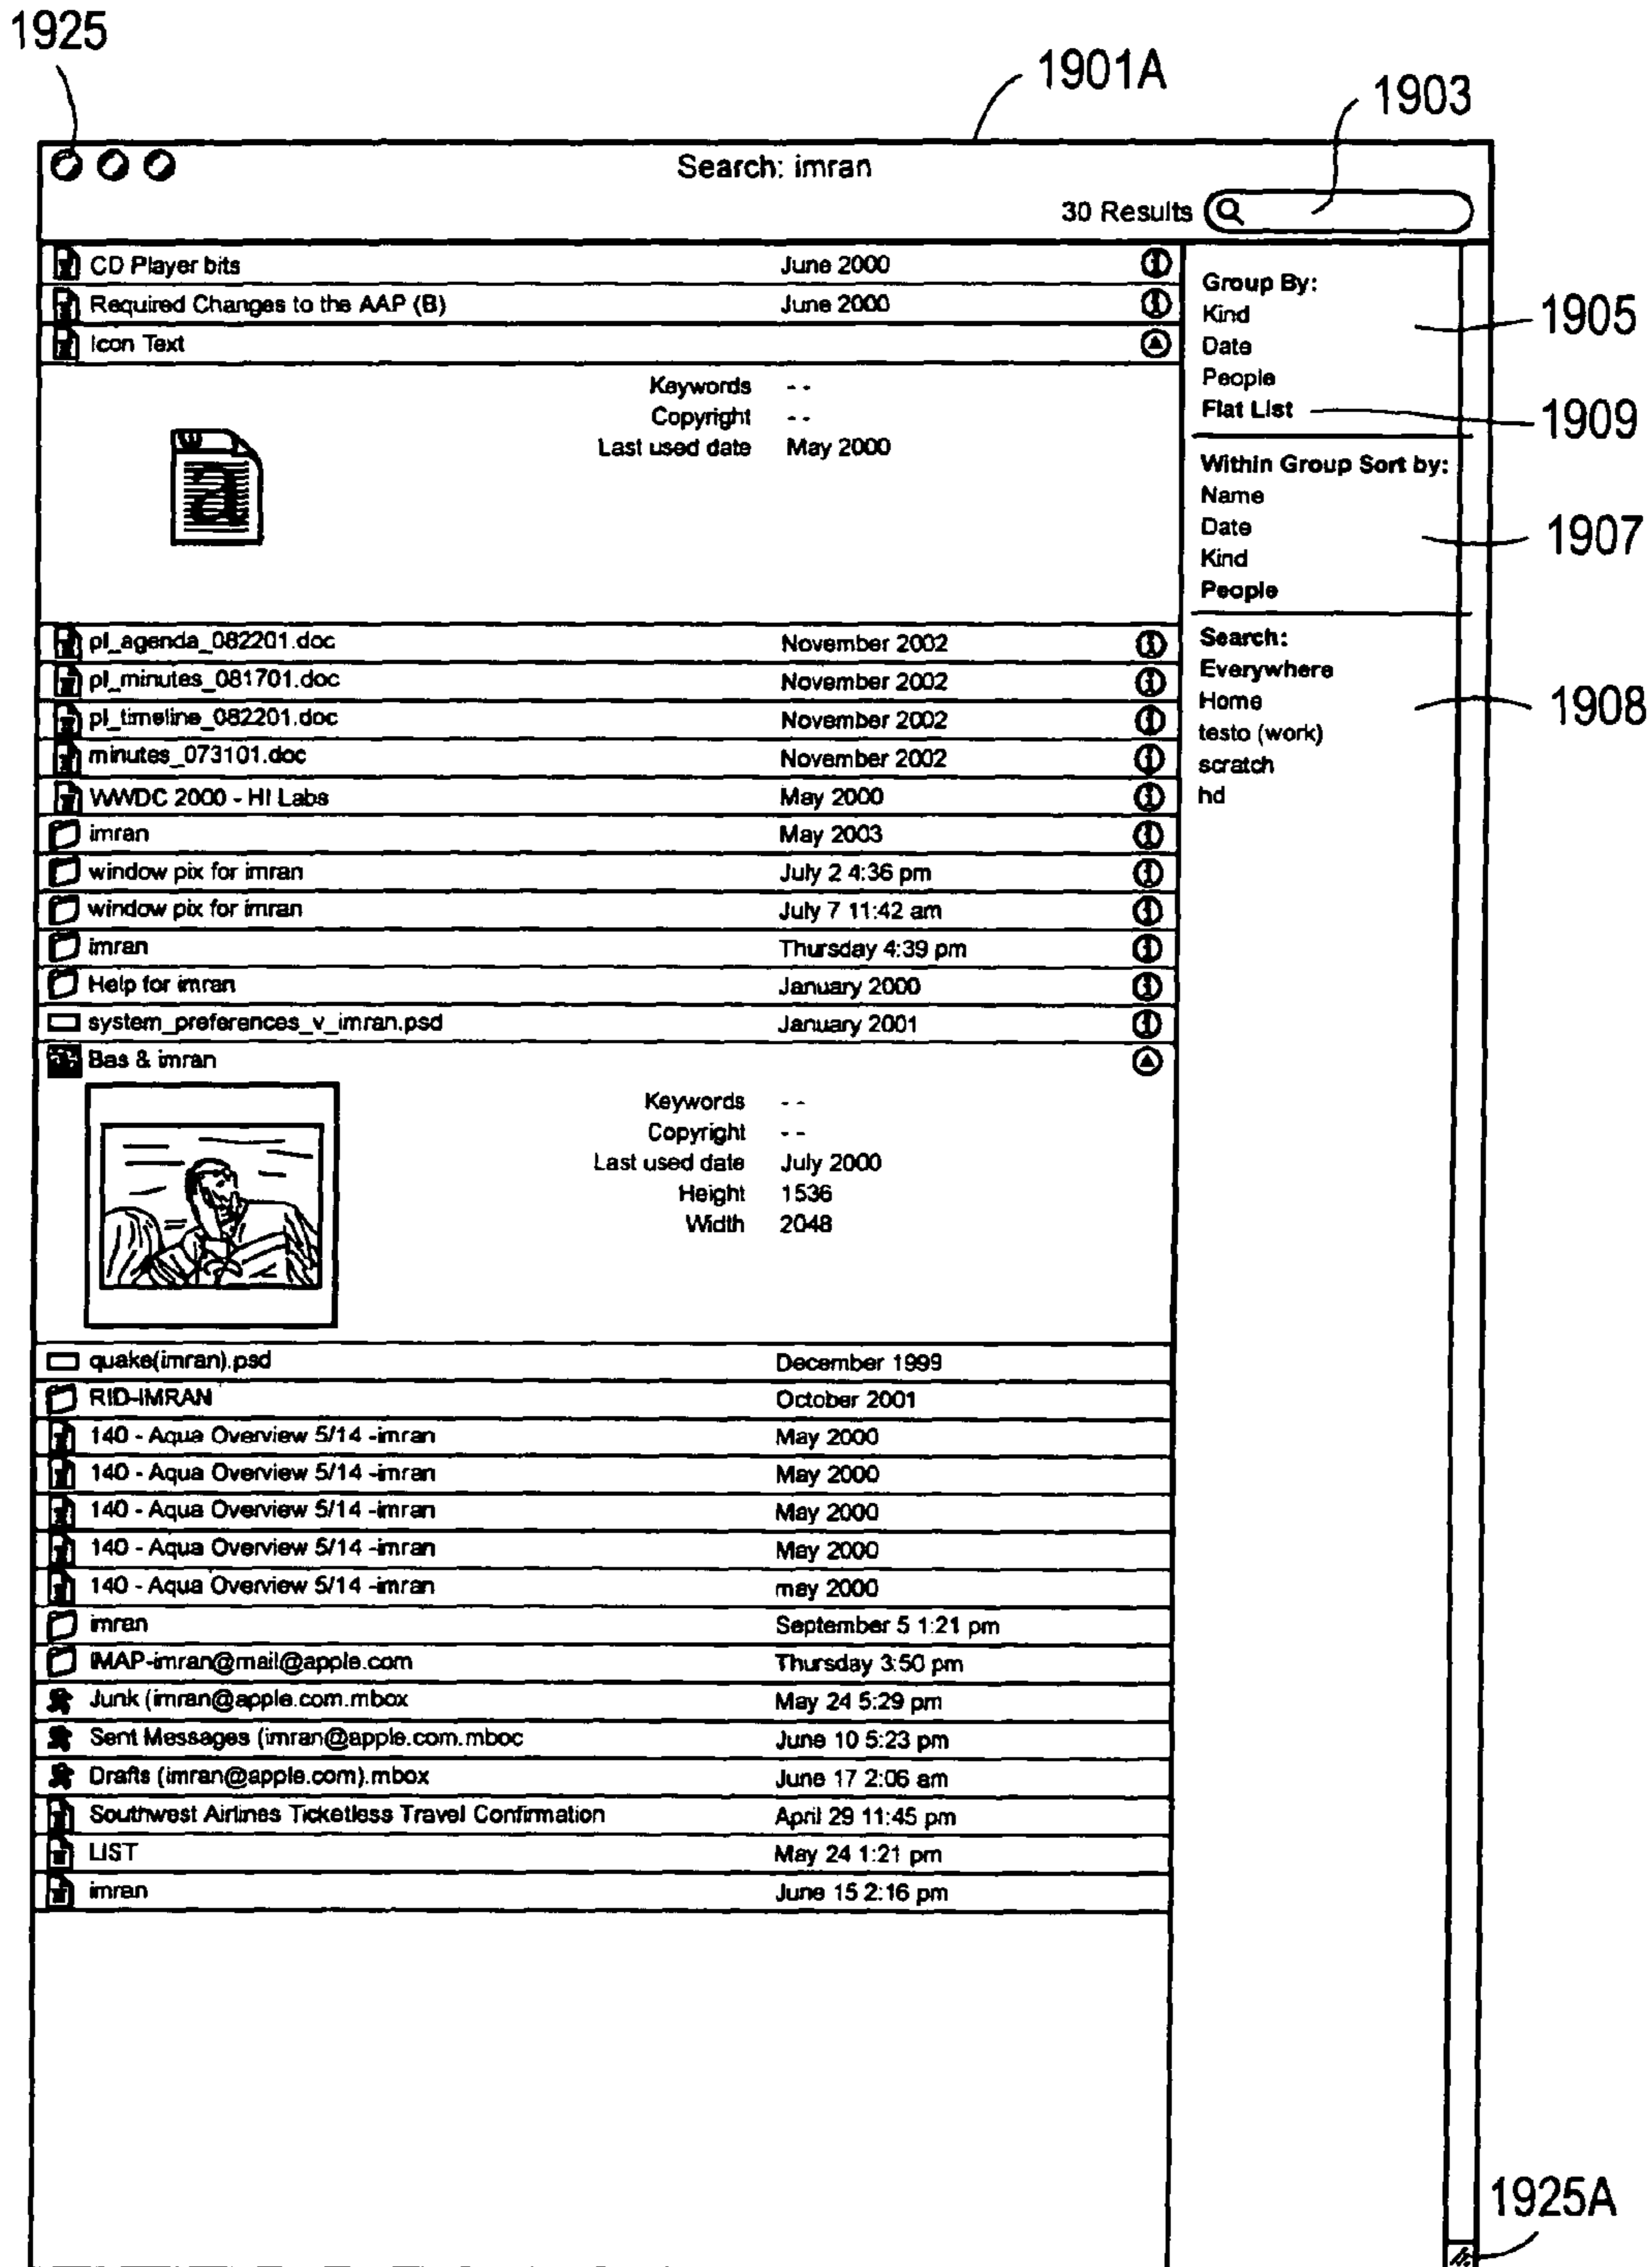 1925
1901A
1903
Search: imran
30 Results
CD Player bits June 2000
Required Changes to the AAP (B) June 2000
Icon Text
Keywords - -
Copyright - -
Last used date May 2000
a
pl_agenda_082201.doc November 2002
pl_minutes_081701.doc November 2002
pl_timeline_082201.doc November 2002
minutes_073101.doc November 2002
WWDC 2000 - HI Labs May 2000
imran May 2003
window pix for imran July 2 4:36 pm
window pix for imran July 7 11:42 am
imran Thursday 4:39 pm
Help for imran January 2000
system_preferences_v_imran.psd January 2001
Bas & imran
Keywords - -
Copyright - -
Last used date July 2000
Height 1536
Width 2048
quake(imran).psd December 1999
RID-IMRAN October 2001
140 - Aqua Overview 5/14 -imran May 2000
140 - Aqua Overview 5/14 -imran May 2000
140 - Aqua Overview 5/14 -imran May 2000
140 - Aqua Overview 5/14 -imran May 2000
140 - Aqua Overview 5/14 -imran may 2000
imran September 5 1:21 pm
IMAP-imran@mail@apple.com Thursday 3:50 pm
Junk (imran@apple.com.mbox May 24 5:29 pm
Sent Messages (imran@apple.com.mboc June 10 5:23 pm
Drafts (imran@apple.com).mbox June 17 2:06 am
Southwest Airlines Ticketless Travel Confirmation April 29 11:45 pm
LIST May 24 1:21 pm
imran June 15 2:16 pm
Group By:
Kind
Date
People
Flat List
Within Group Sort by:
Name
Date
Kind
People
Search:
Everywhere
Home
testo (work)
scratch
hd
1905
1909
1907
1908
1925A